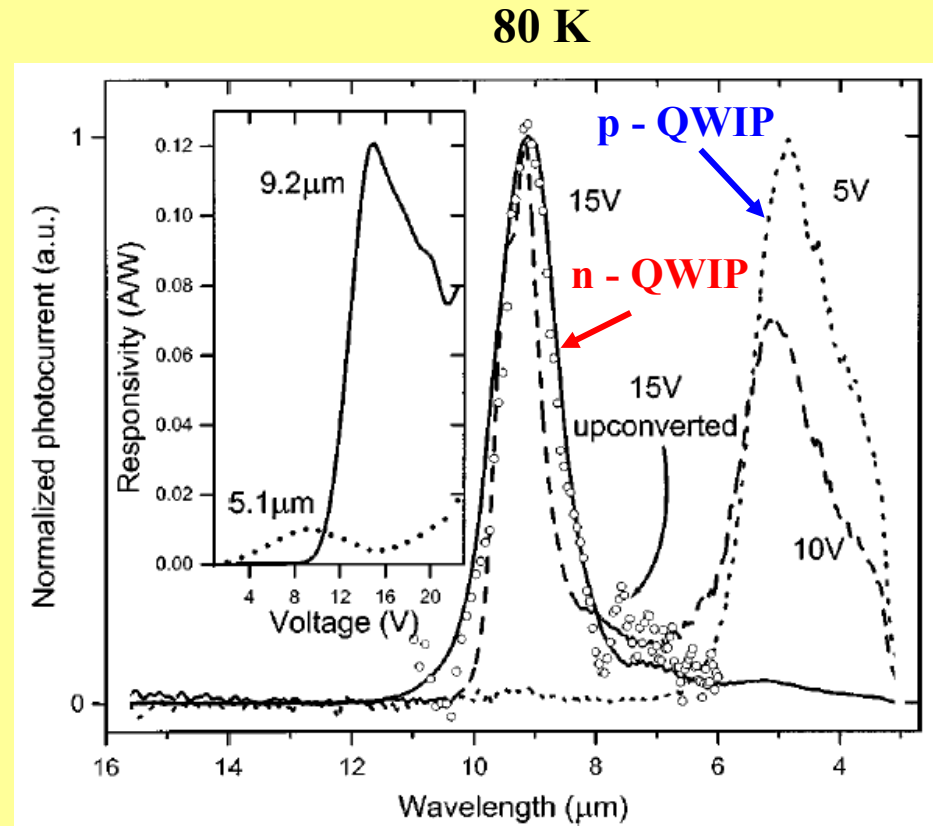 80 K
p - QWIP
n - QWIP
15V
5V
10V
15V
upconverted
9.2μm
5.1μm
Normalized photocurrent (a.u.)
1
0
Responsivity (A/W)
0.12
0.10
0.08
0.06
0.04
0.02
0.00
4 8 12 16 20
Voltage (V)
16 14 12 10 8 6 4
Wavelength (μm)